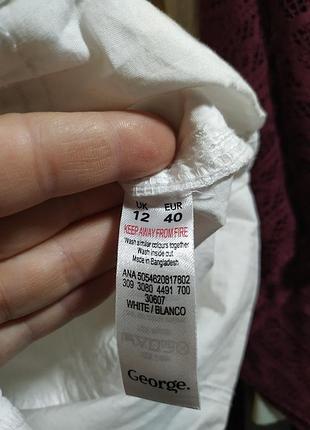 UK EUR
12 40
KEEP AWAY FROM FIRE
Wash similar colours together
Wash inside out
Made in Bangladesh
ANA 5054620817802
309 3080 4491 700
30607
WHITE / BLANCO
George.